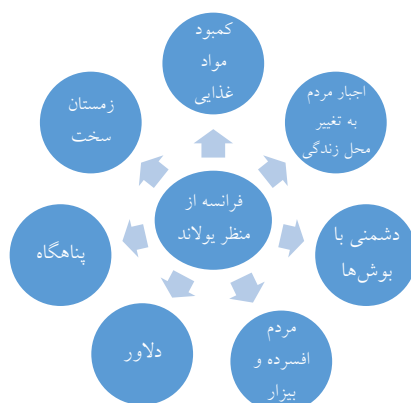 کمبود
مواد
غذایی
اجبار مردم
به تغییر
محل زندگی
دشمنی با
بوش‌ها
مردم
افسرده و
بیزار
دلاور
پناهگاه
زمستان
سخت
فرانسه از
منظر یولاند